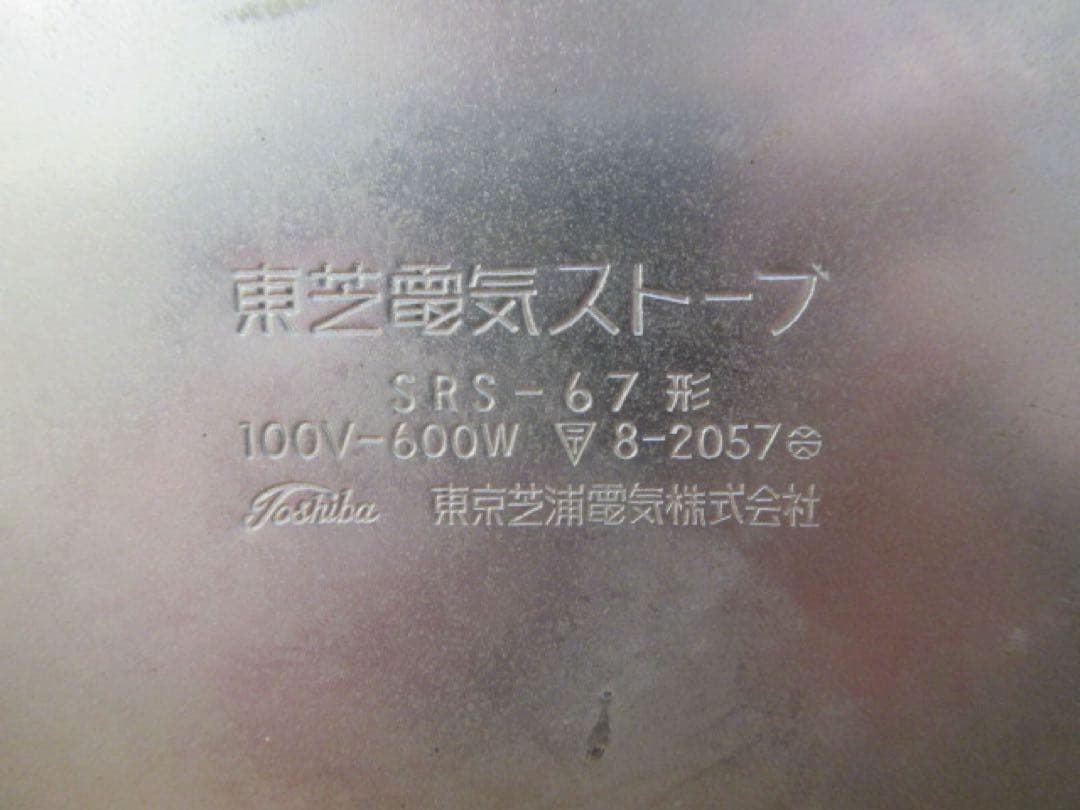 東芝電気ストーブ
SRS-67形
100V-600W 〒 8-2057
Toshiba 東京芝浦電気株式会社